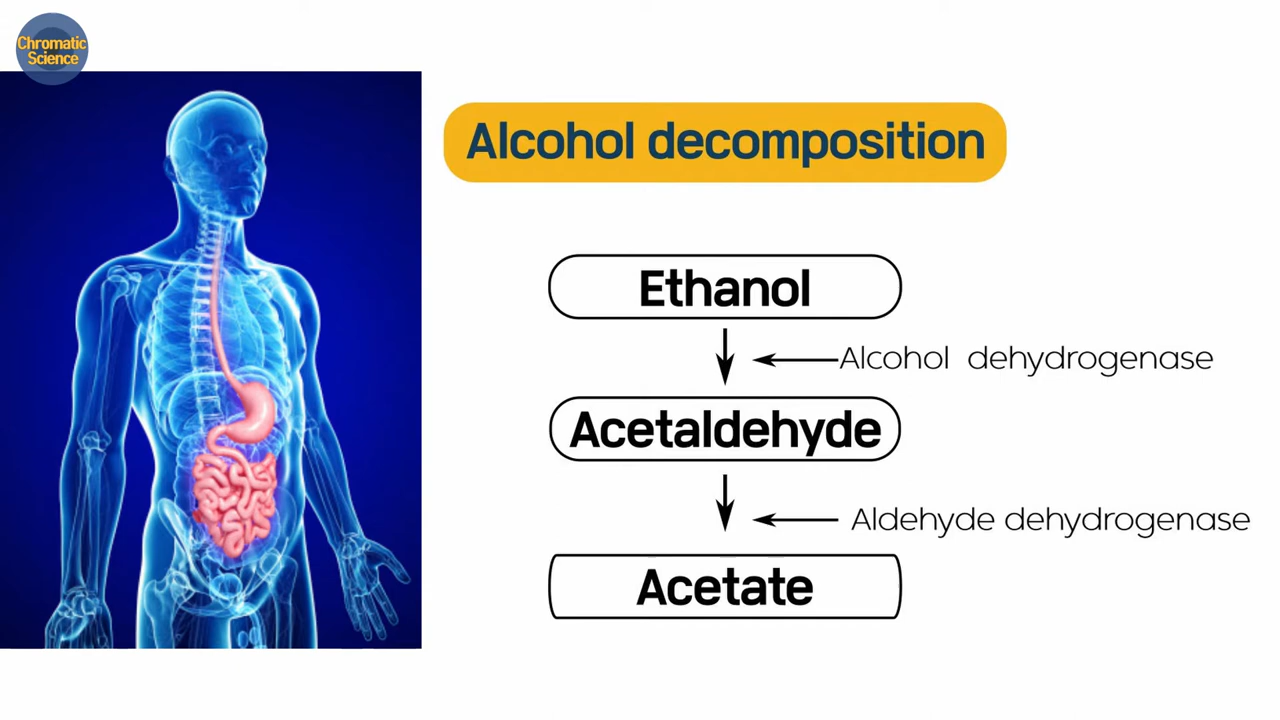 Chromatic
Science
Alcohol decomposition
Ethanol
Alcohol dehydrogenase
Acetaldehyde
Aldehyde dehydrogenase
Acetate